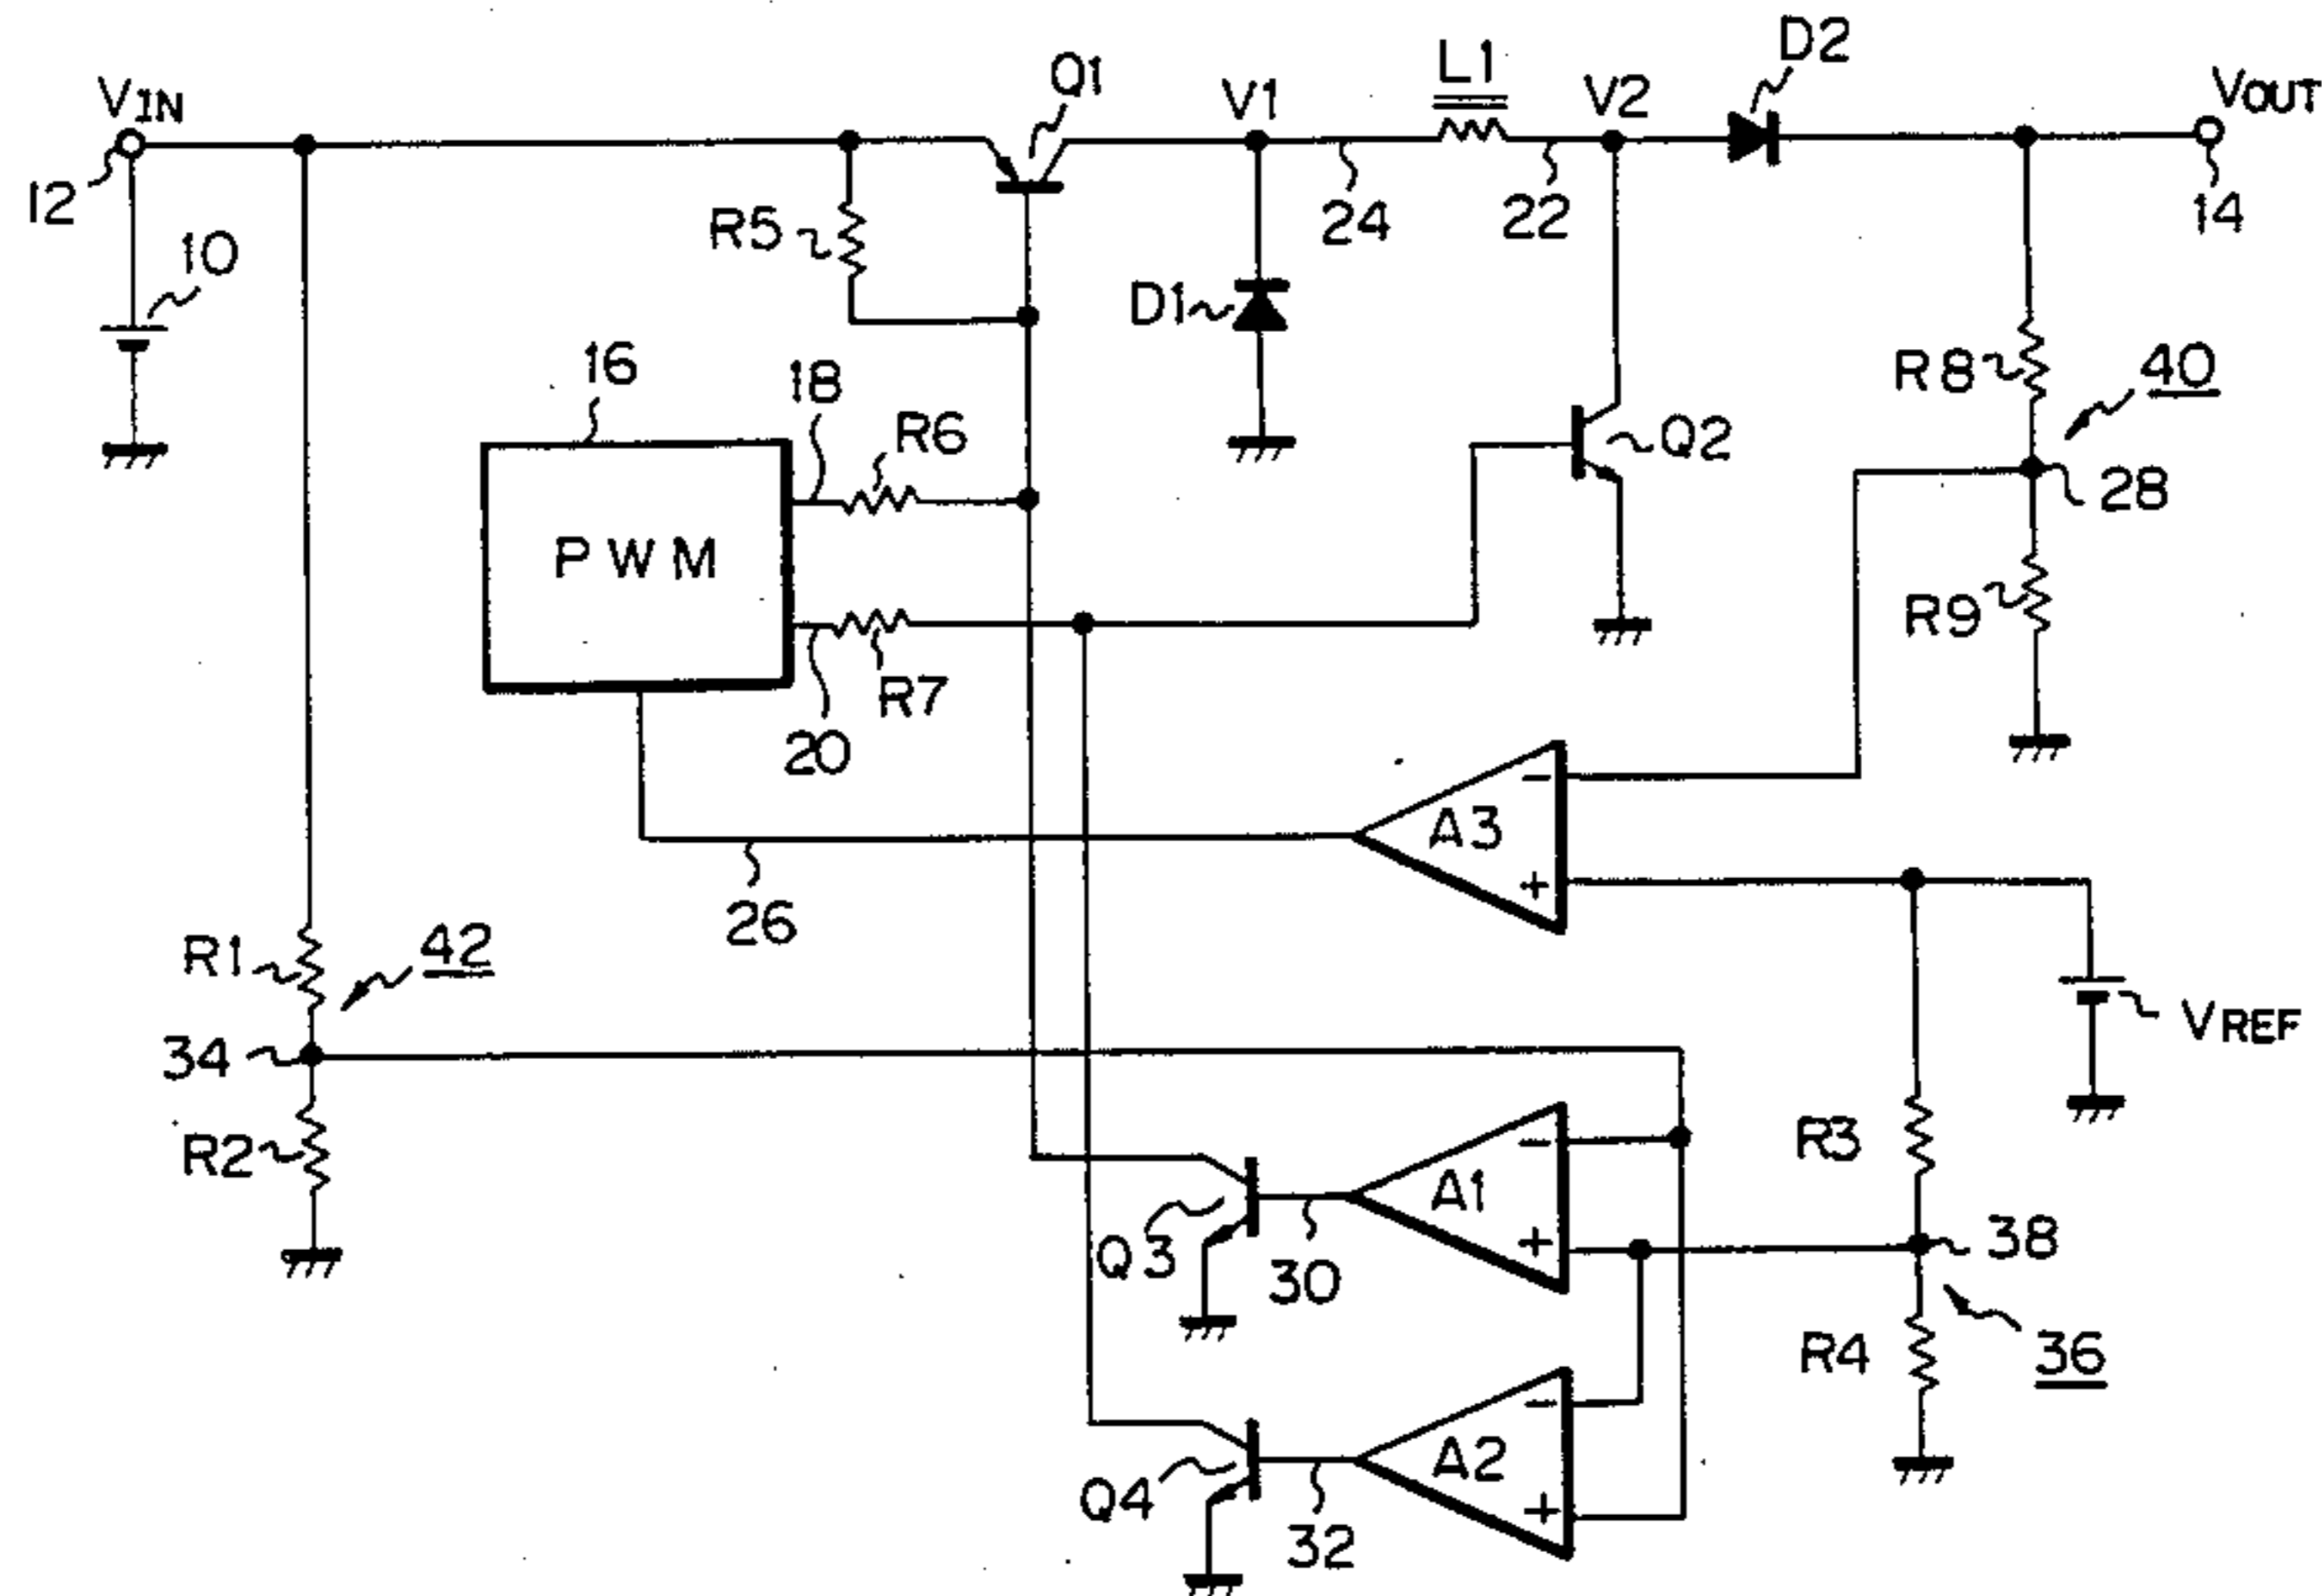 D2
VIN
Q1
V1
L1
V2
VOUT
12
10
R5
24
22
14
D1
16
18
R6
R8
40
Q2
28
PWM
R9
R7
20
A3
-
+
26
R1
42
VREF
34
R2
R3
A1
-
+
Q3
30
38
R4
36
A2
-
+
Q4
32